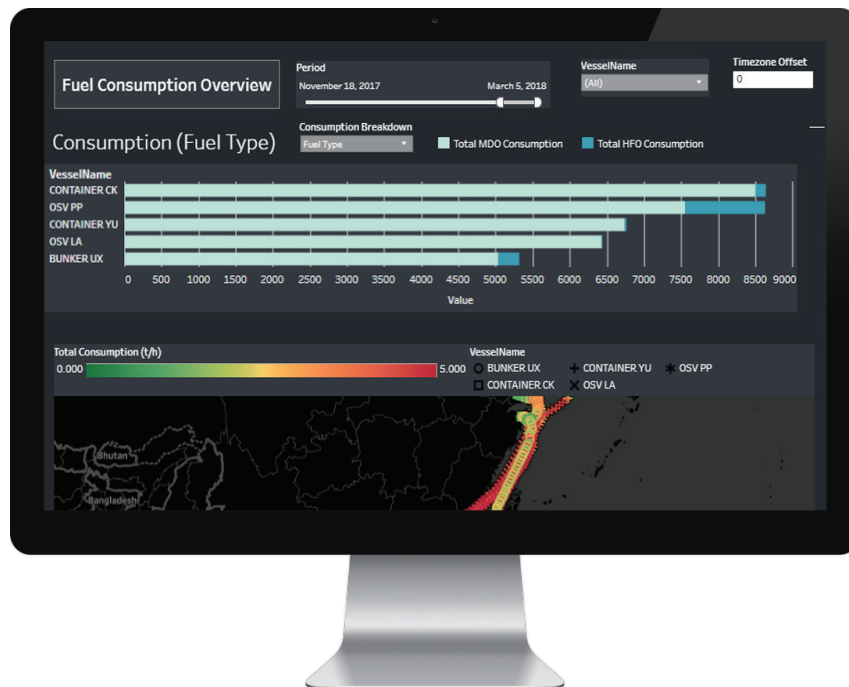 Fuel Consumption Overview
Period
November 18, 2017 March 5, 2018
VesselName
(All)
Timezone Offset
0
Consumption (Fuel Type)
Consumption Breakdown
Fuel Type
Total MDO Consumption Total HFO Consumption
VesselName
CONTAINER CK
OSV PP
CONTAINER YU
OSV LA
BUNKER UX
0 500 1000 1500 2000 2500 3000 3500 4000 4500 5000 5500 6000 6500 7000 7500 8000 8500 9000
Value
Total Consumption (t/h)
0.000 5.000
VesselName
BUNKER UX CONTAINER YU OSV PP
CONTAINER CK OSV LA
Bhutan
Bangladesh